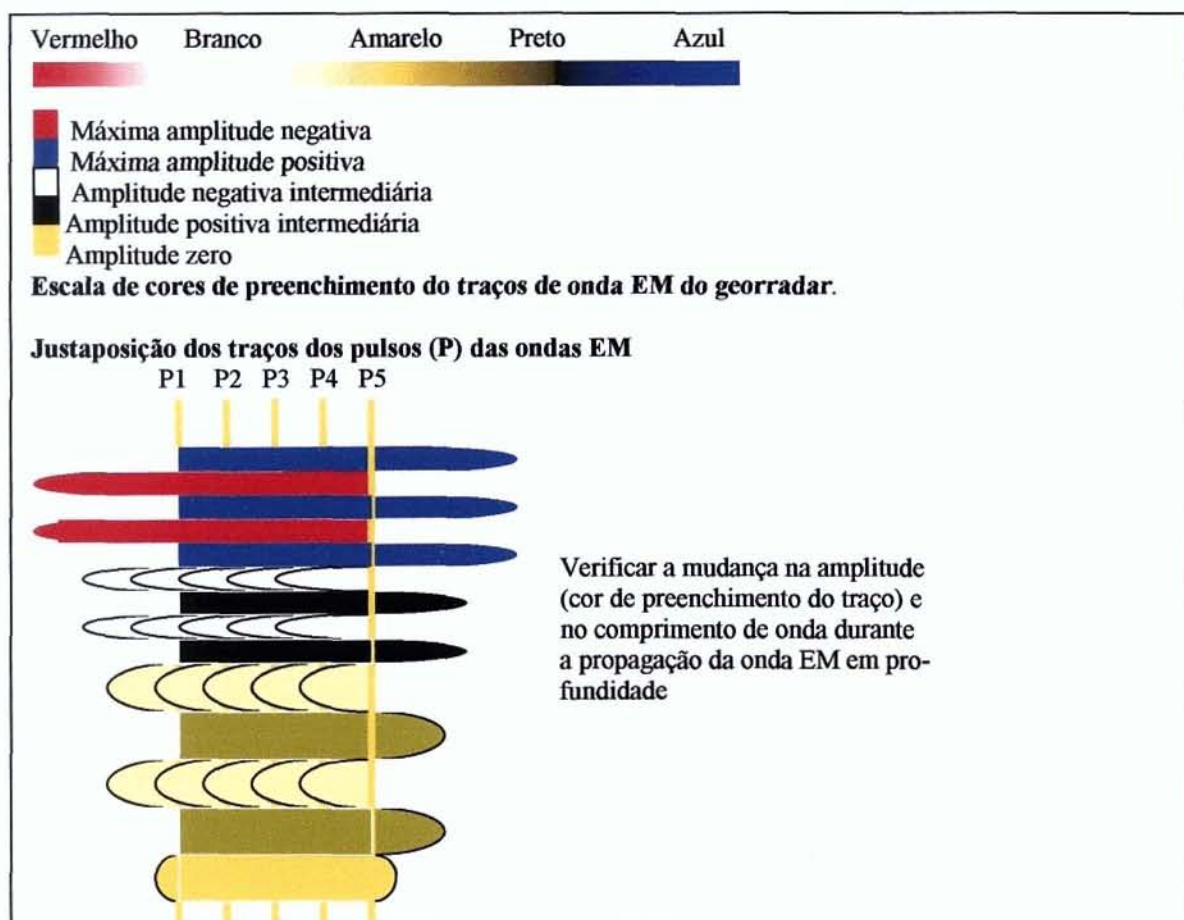 Vermelho Branco Amarelo Preto Azul
Máxima amplitude negativa
Máxima amplitude positiva
Amplitude negativa intermediária
Amplitude positiva intermediária
Amplitude zero
Escala de cores de preenchimento do traços de onda EM do georradar.
Justaposição dos traços dos pulsos (P) das ondas EM
P1 P2 P3 P4 P5
Verificar a mudança na amplitude
(cor de preenchimento do traço) e
no comprimento de onda durante
a propagação da onda EM em pro-
fundidade